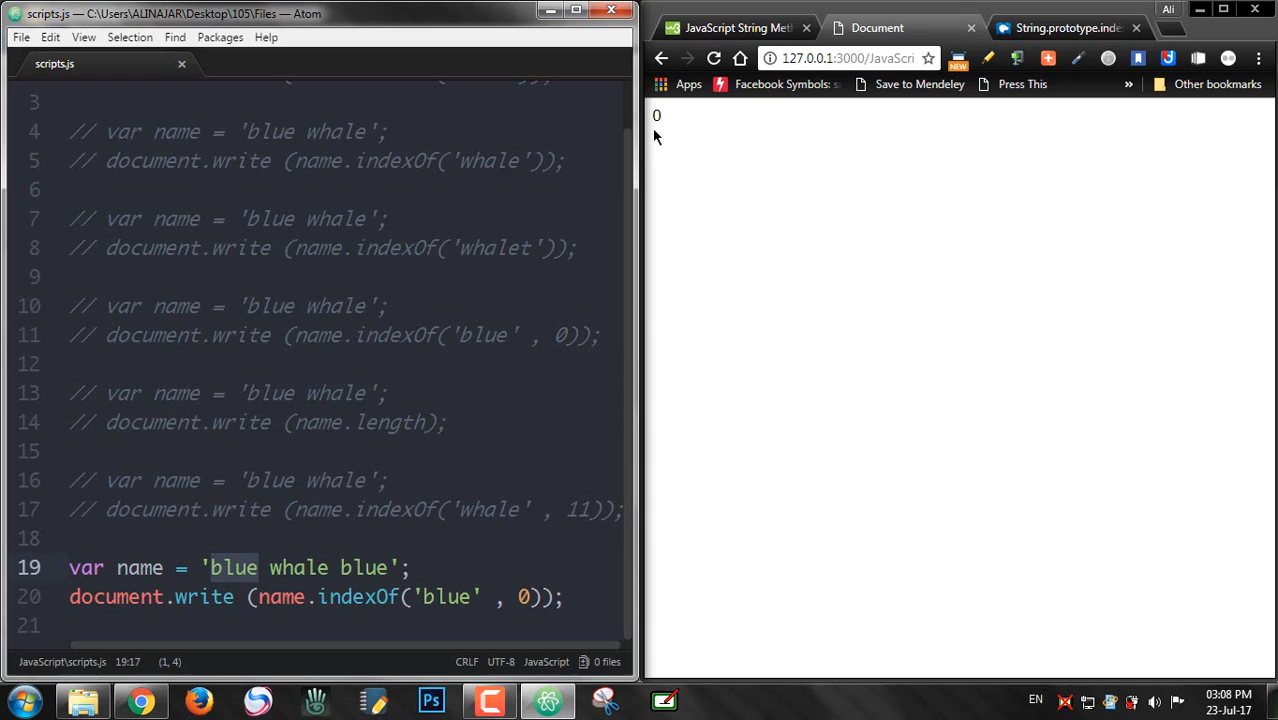 scripts.js — C:\Users\ALINAJAR\Desktop\105\Files — Atom
File Edit View Selection Find Packages Help
scripts.js
3
4 // var name = 'blue whale';
5 // document.write (name.indexOf('whale'));
6
7 // var name = 'blue whale';
8 // document.write (name.indexOf('whalet'));
9
10 // var name = 'blue whale';
11 // document.write (name.indexOf('blue' , 0));
12
13 // var name = 'blue whale';
14 // document.write (name.length);
15
16 // var name = 'blue whale';
17 // document.write (name.indexOf('whale' , 11));
18
19 var name = 'blue whale blue';
20 document.write (name.indexOf('blue' , 0));
21
JavaScript\scripts.js 19:17 (1, 4) CRLF UTF-8 JavaScript 0 files
Ali
JavaScript String Met Document String.prototype.inde
127.0.0.1:3000/JavaScri
NEW
Apps Facebook Symbols: Save to Mendeley Press This » Other bookmarks
0
Ps
EN 03:08 PM
23-Jul-17